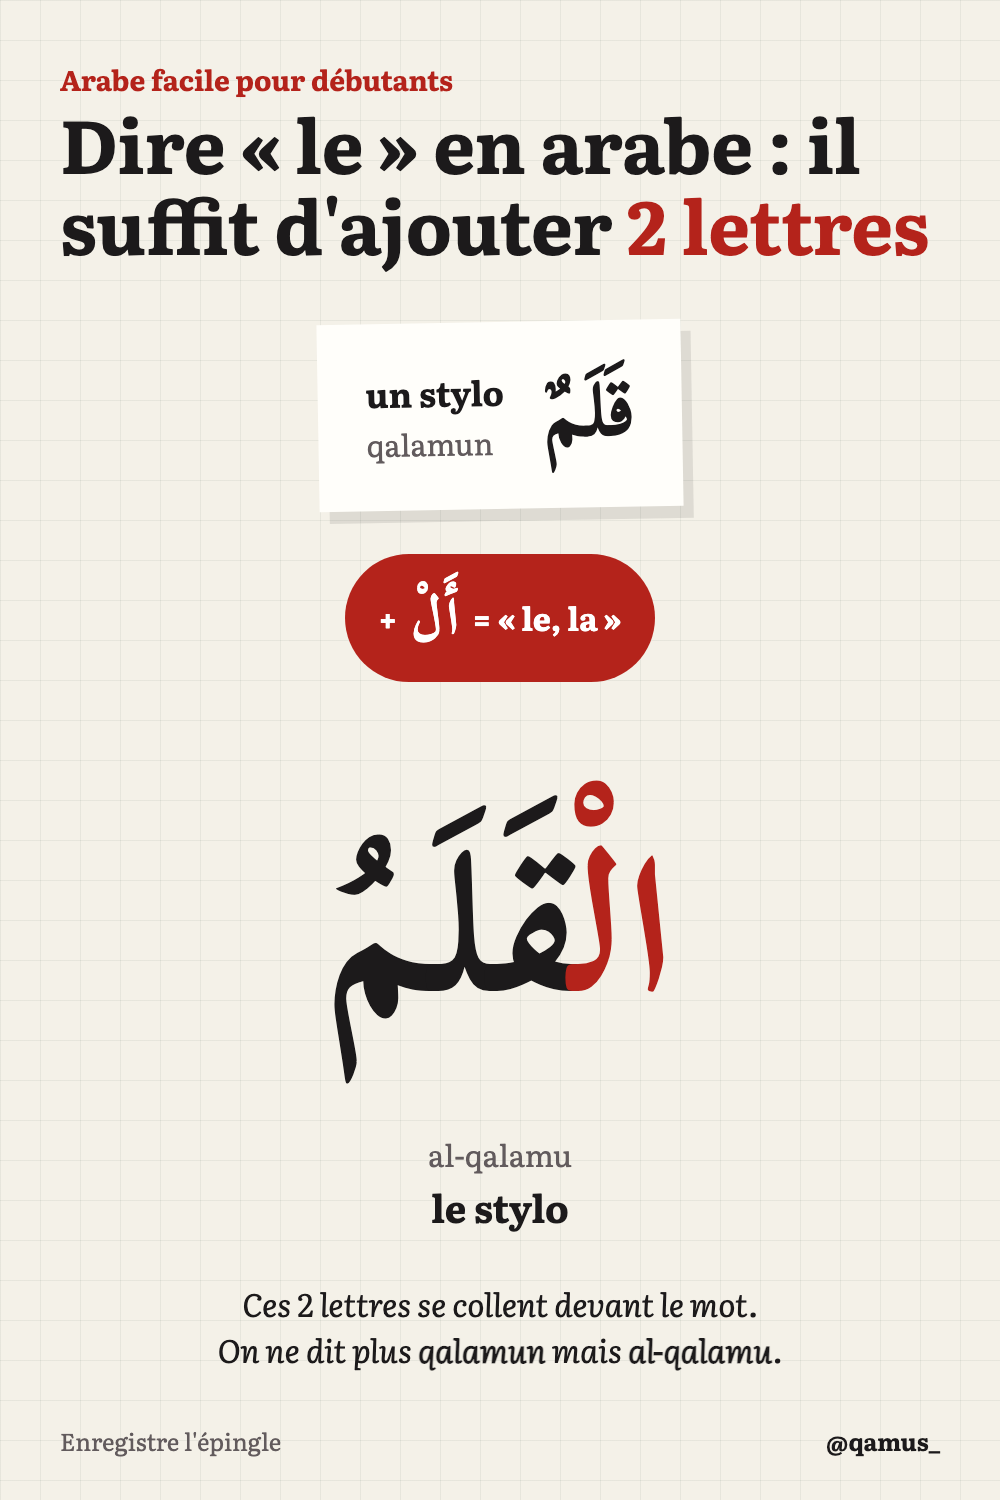 Arabe facile pour débutants
Dire « le » en arabe : il
suffit d'ajouter 2 lettres
un stylo
qalamun
قَلَمٌ
+ أَلْ = « le, la »
الْقَلَمُ
al-qalamu
le stylo
Ces 2 lettres se collent devant le mot.
On ne dit plus qalamun mais al-qalamu.
Enregistre l'épingle
@qamus_